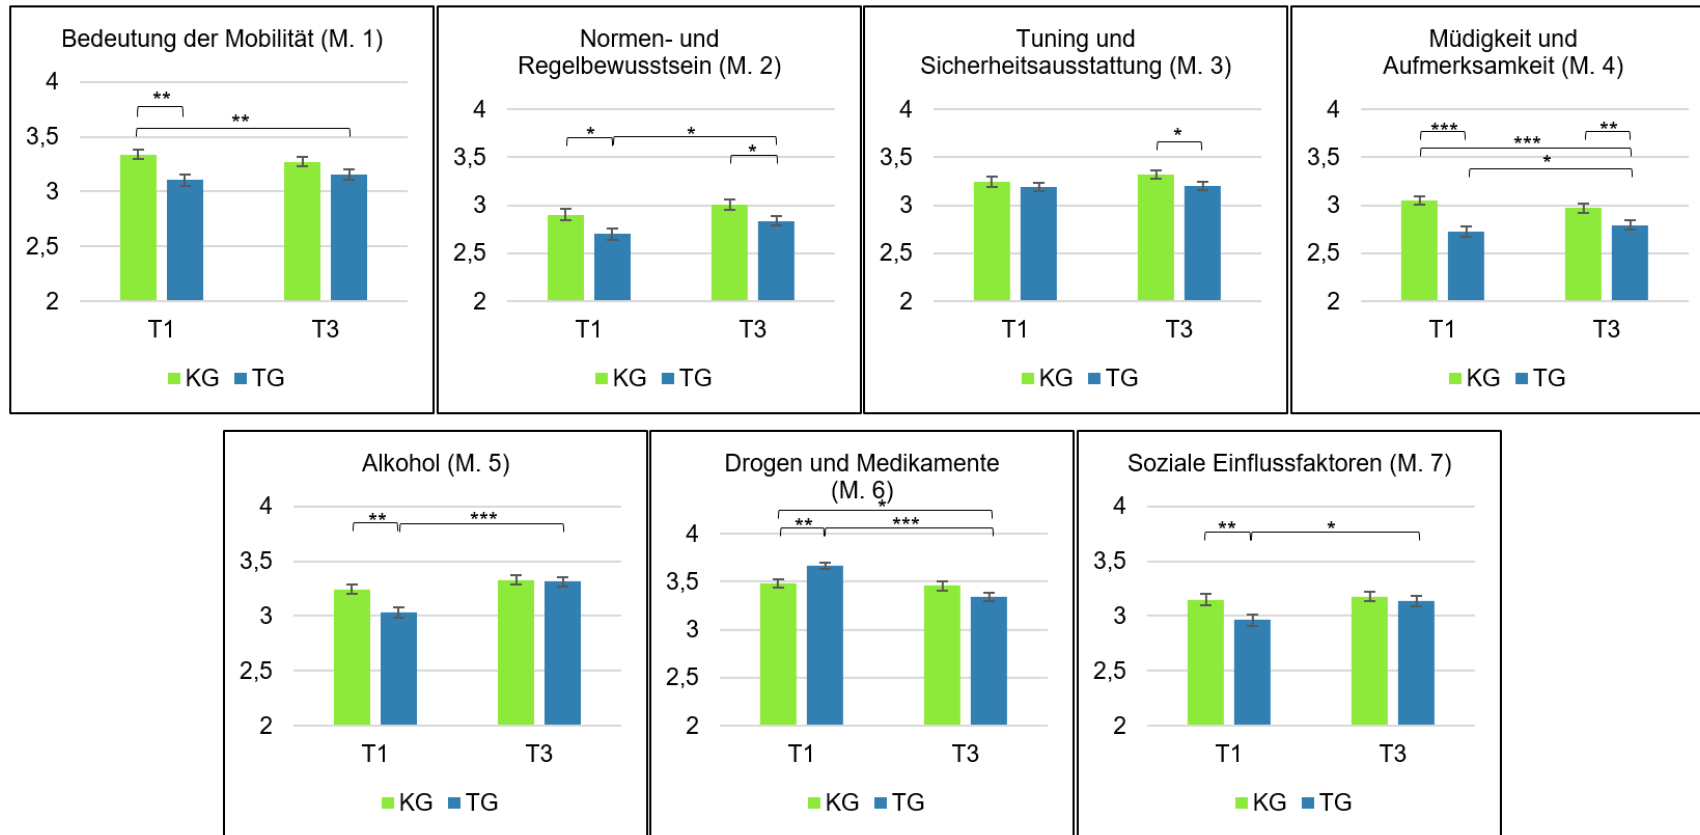 Bedeutung der Mobilität (M. 1)
4
3,5
3
2,5
2
**
**
T1
T3
KG
TG
Normen- und
Regelbewusstsein (M. 2)
4
3,5
3
2,5
2
*
*
*
T1
T3
KG
TG
Tuning und
Sicherheitsausstattung (M. 3)
4
3,5
3
2,5
2
*
T1
T3
KG
TG
Müdigkeit und
Aufmerksamkeit (M. 4)
4
3,5
3
2,5
2
***
**
***
*
T1
T3
KG
TG
Alkohol (M. 5)
4
3,5
3
2,5
2
**
***
T1
T3
KG
TG
Drogen und Medikamente
(M. 6)
4
3,5
3
2,5
2
*
**
***
T1
T3
KG
TG
Soziale Einflussfaktoren (M. 7)
4
3,5
3
2,5
2
**
*
T1
T3
KG
TG